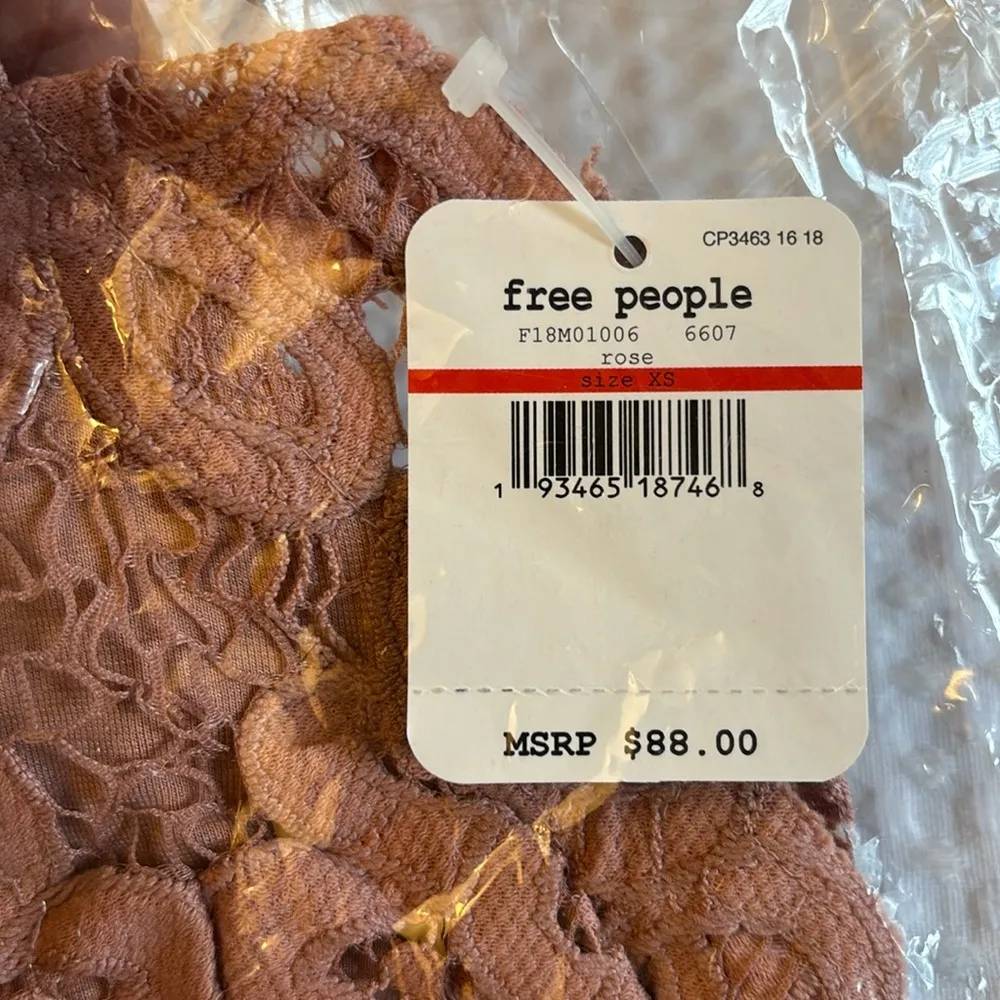 CP3463 16 18
free people
F18M01006 6607
rose
size XS
1 93465 18746 8
MSRP $88.00